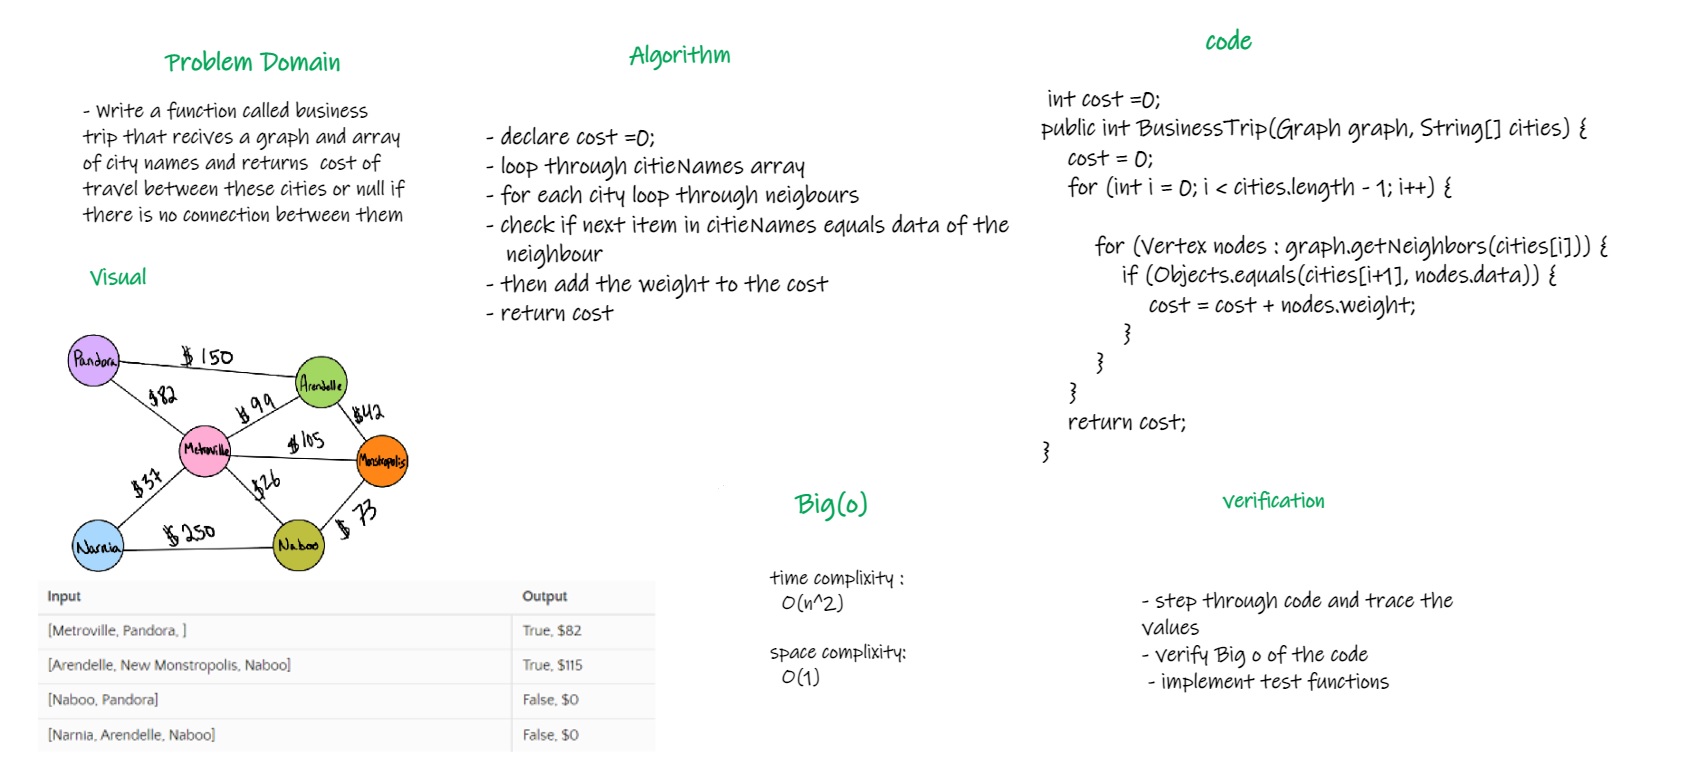 Problem Domain
- Write a function called business
trip that recives a graph and array
of city names and returns cost of
travel between these cities or null if
there is no connection between them
Visual
Pandora
$150
Arendelle
$82
$99
$42
Metroville
$105
Monstropolis
$37
$26
$73
Narnia
$250
Naboo
Input Output
[Metroville, Pandora, ] True, $82
[Arendelle, New Monstropolis, Naboo] True, $115
[Naboo, Pandora] False, $0
[Narnia, Arendelle, Naboo] False, $0
Algorithm
- declare cost =0;
- loop through citieNames array
- for each city loop through neigbours
- check if next item in citieNames equals data of the
neighbour
- then add the weight to the cost
- return cost
code
int cost =0;
public int BusinessTrip(Graph graph, String[] cities) {
cost = 0;
for (int i = 0; i < cities.length - 1; i++) {
for (Vertex nodes : graph.getNeighbors(cities[i])) {
if (Objects.equals(cities[i+1], nodes.data)) {
cost = cost + nodes.weight;
}
}
}
return cost;
}
Big(o)
time complixity :
O(n^2)
space complixity:
O(1)
verification
- step through code and trace the
values
- verify Big o of the code
- implement test functions